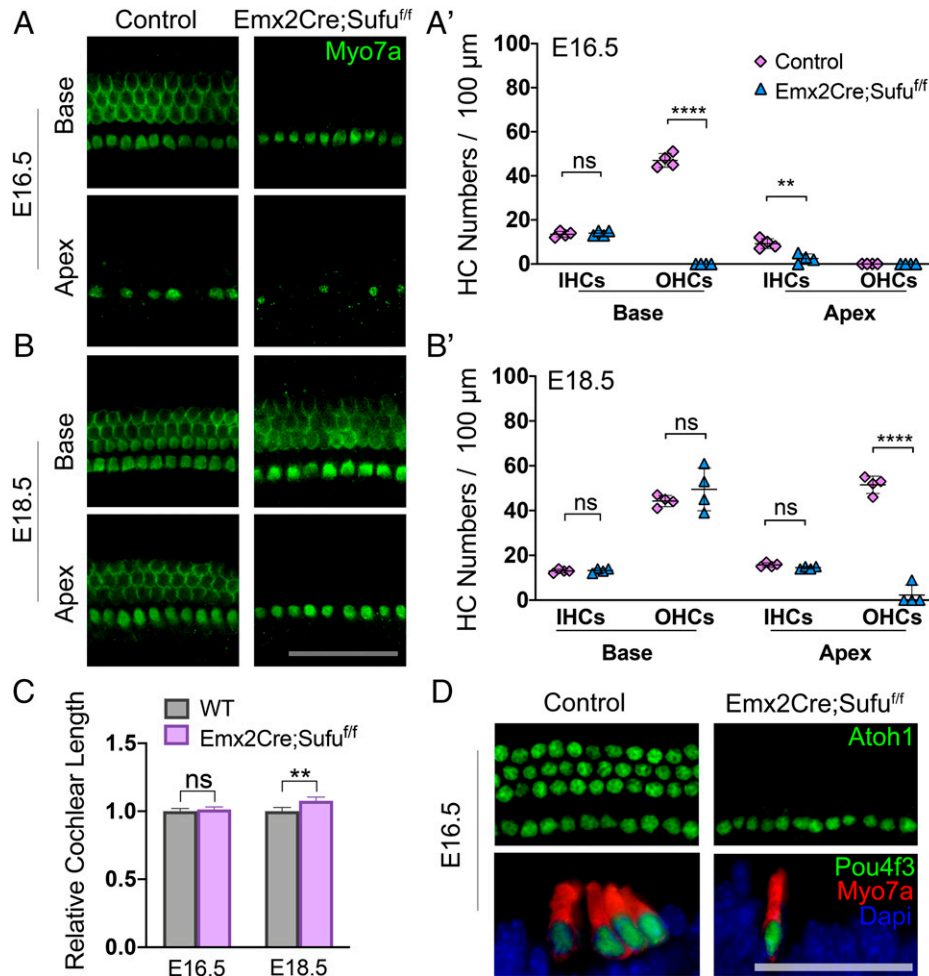 A
Control
Emx2Cre;Sufuf/f
Myo7a
E16.5
Base
Apex
B
E18.5
Base
Apex
A’
E16.5
Control
Emx2Cre;Sufuf/f
HC Numbers / 100 µm
100
80
60
40
20
0
ns
****
**
IHCs
OHCs
IHCs
OHCs
Base
Apex
B’
E18.5
HC Numbers / 100 µm
100
80
60
40
20
0
ns
ns
ns
****
IHCs
OHCs
IHCs
OHCs
Base
Apex
C
WT
Emx2Cre;Sufuf/f
Relative Cochlear Length
1.5
1.0
0.5
0.0
ns
**
E16.5
E18.5
D
Control
Emx2Cre;Sufuf/f
E16.5
Atoh1
Pou4f3
Myo7a
Dapi